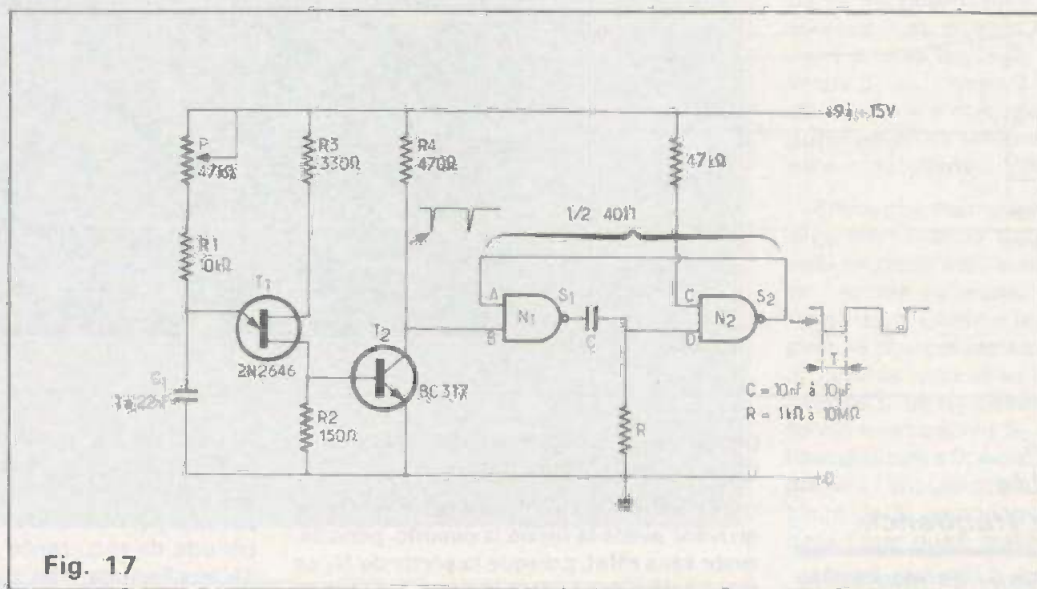 P
47kΩ
R3
330Ω
R4
470Ω
47kΩ
15V
1/2 4011
R1
10kΩ
T1
2N2646
C1
22nF
R2
150Ω
T2
BC 317
A
B
N1
S1
C
R
C
D
N2
S2
T
C = 10nF à 10µF
R = 1kΩ à 10MΩ
0
Fig. 17